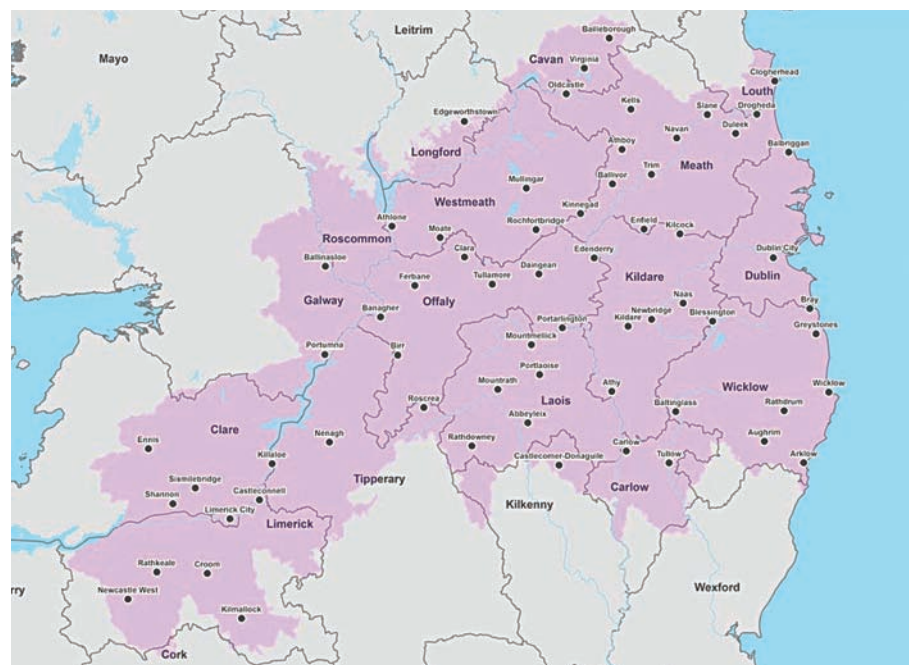 Leitrim
Bailieborough
Mayo
Cavan
Virginia
Clogherhead
Oldcastle
Louth
Kells
Slane
Drogheda
Edgeworthstown
Duleek
Navan
Athboy
Balbriggan
Longford
Trim
Meath
Ballivor
Mullingar
Westmeath
Kinnegad
Athlone
Rochfortbridge
Enfield
Kilcock
Roscommon
Moate
Clara
Edenderry
Dublin City
Ballinasloe
Daingean
Ferbane
Tullamore
Kildare
Dublin
Galway
Offaly
Naas
Banagher
Newbridge
Blessington
Bray
Kildare
Portarlington
Greystones
Mountmellick
Portumna
Birr
Portlaoise
Mountrath
Athy
Wicklow
Wicklow
Roscrea
Laois
Baltinglass
Rathdrum
Abbeyleix
Clare
Ennis
Nenagh
Rathdowney
Carlow
Aughrim
Killaloe
Castlecomer-Donaguile
Tullow
Arklow
Sixmilebridge
Tipperary
Shannon
Castleconnell
Carlow
Limerick City
Kilkenny
Limerick
Rathkeale
Croom
Wexford
rry
Newcastle West
Kilmallock
Cork